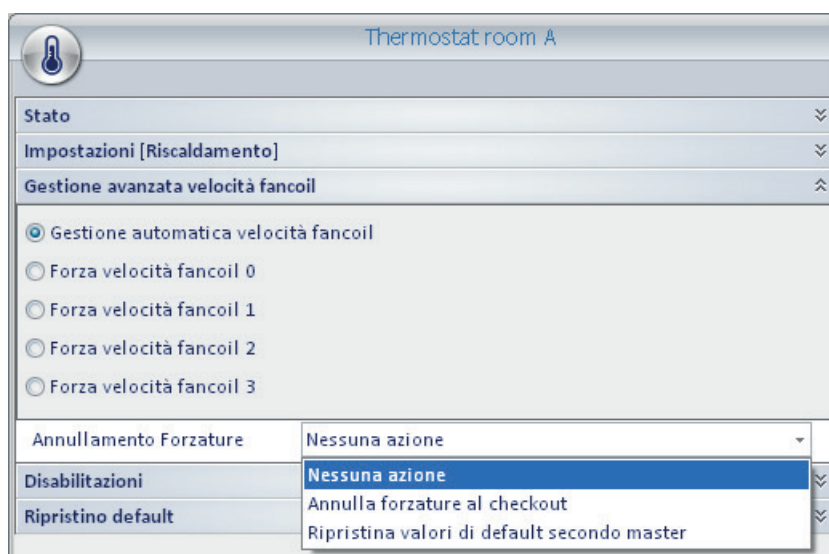 Thermostat room A
Stato
Impostazioni [Riscaldamento]
Gestione avanzata velocità fancoil
Gestione automatica velocità fancoil
Forza velocità fancoil 0
Forza velocità fancoil 1
Forza velocità fancoil 2
Forza velocità fancoil 3
Annullamento Forzature Nessuna azione
Nessuna azione
Disabilitazioni
Annulla forzature al checkout
Ripristino default
Ripristina valori di default secondo master